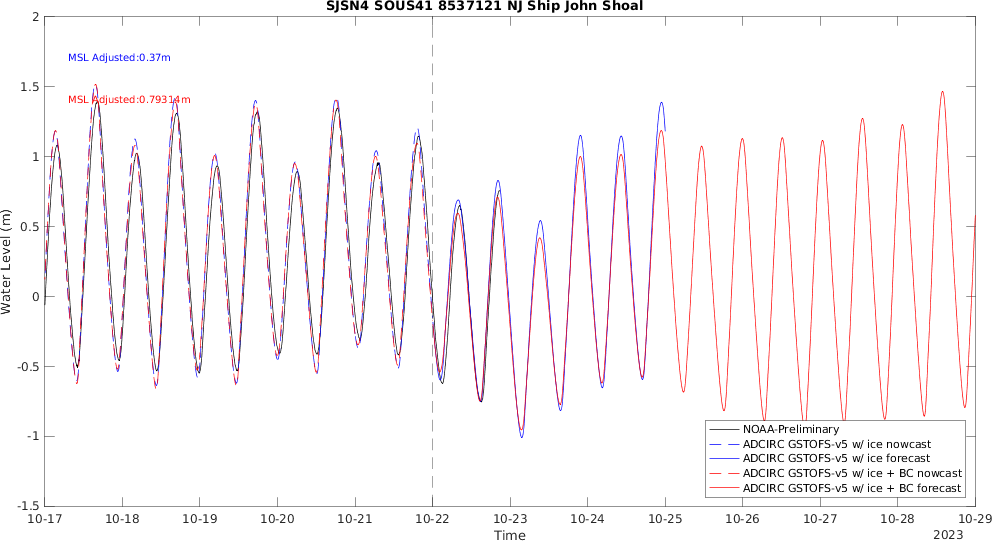 SJSN4 SOUS41 8537121 NJ Ship John Shoal
MSL Adjusted:0.37m
MSL Adjusted:0.79314m
Water Level (m)
2
1.5
1
0.5
0
-0.5
-1
-1.5
NOAA-Preliminary
ADCIRC GSTOFS-v5 w/ ice nowcast
ADCIRC GSTOFS-v5 w/ ice forecast
ADCIRC GSTOFS-v5 w/ ice + BC nowcast
ADCIRC GSTOFS-v5 w/ ice + BC forecast
10-17 10-18 10-19 10-20 10-21 10-22 10-23 10-24 10-25 10-26 10-27 10-28 10-29
Time
2023